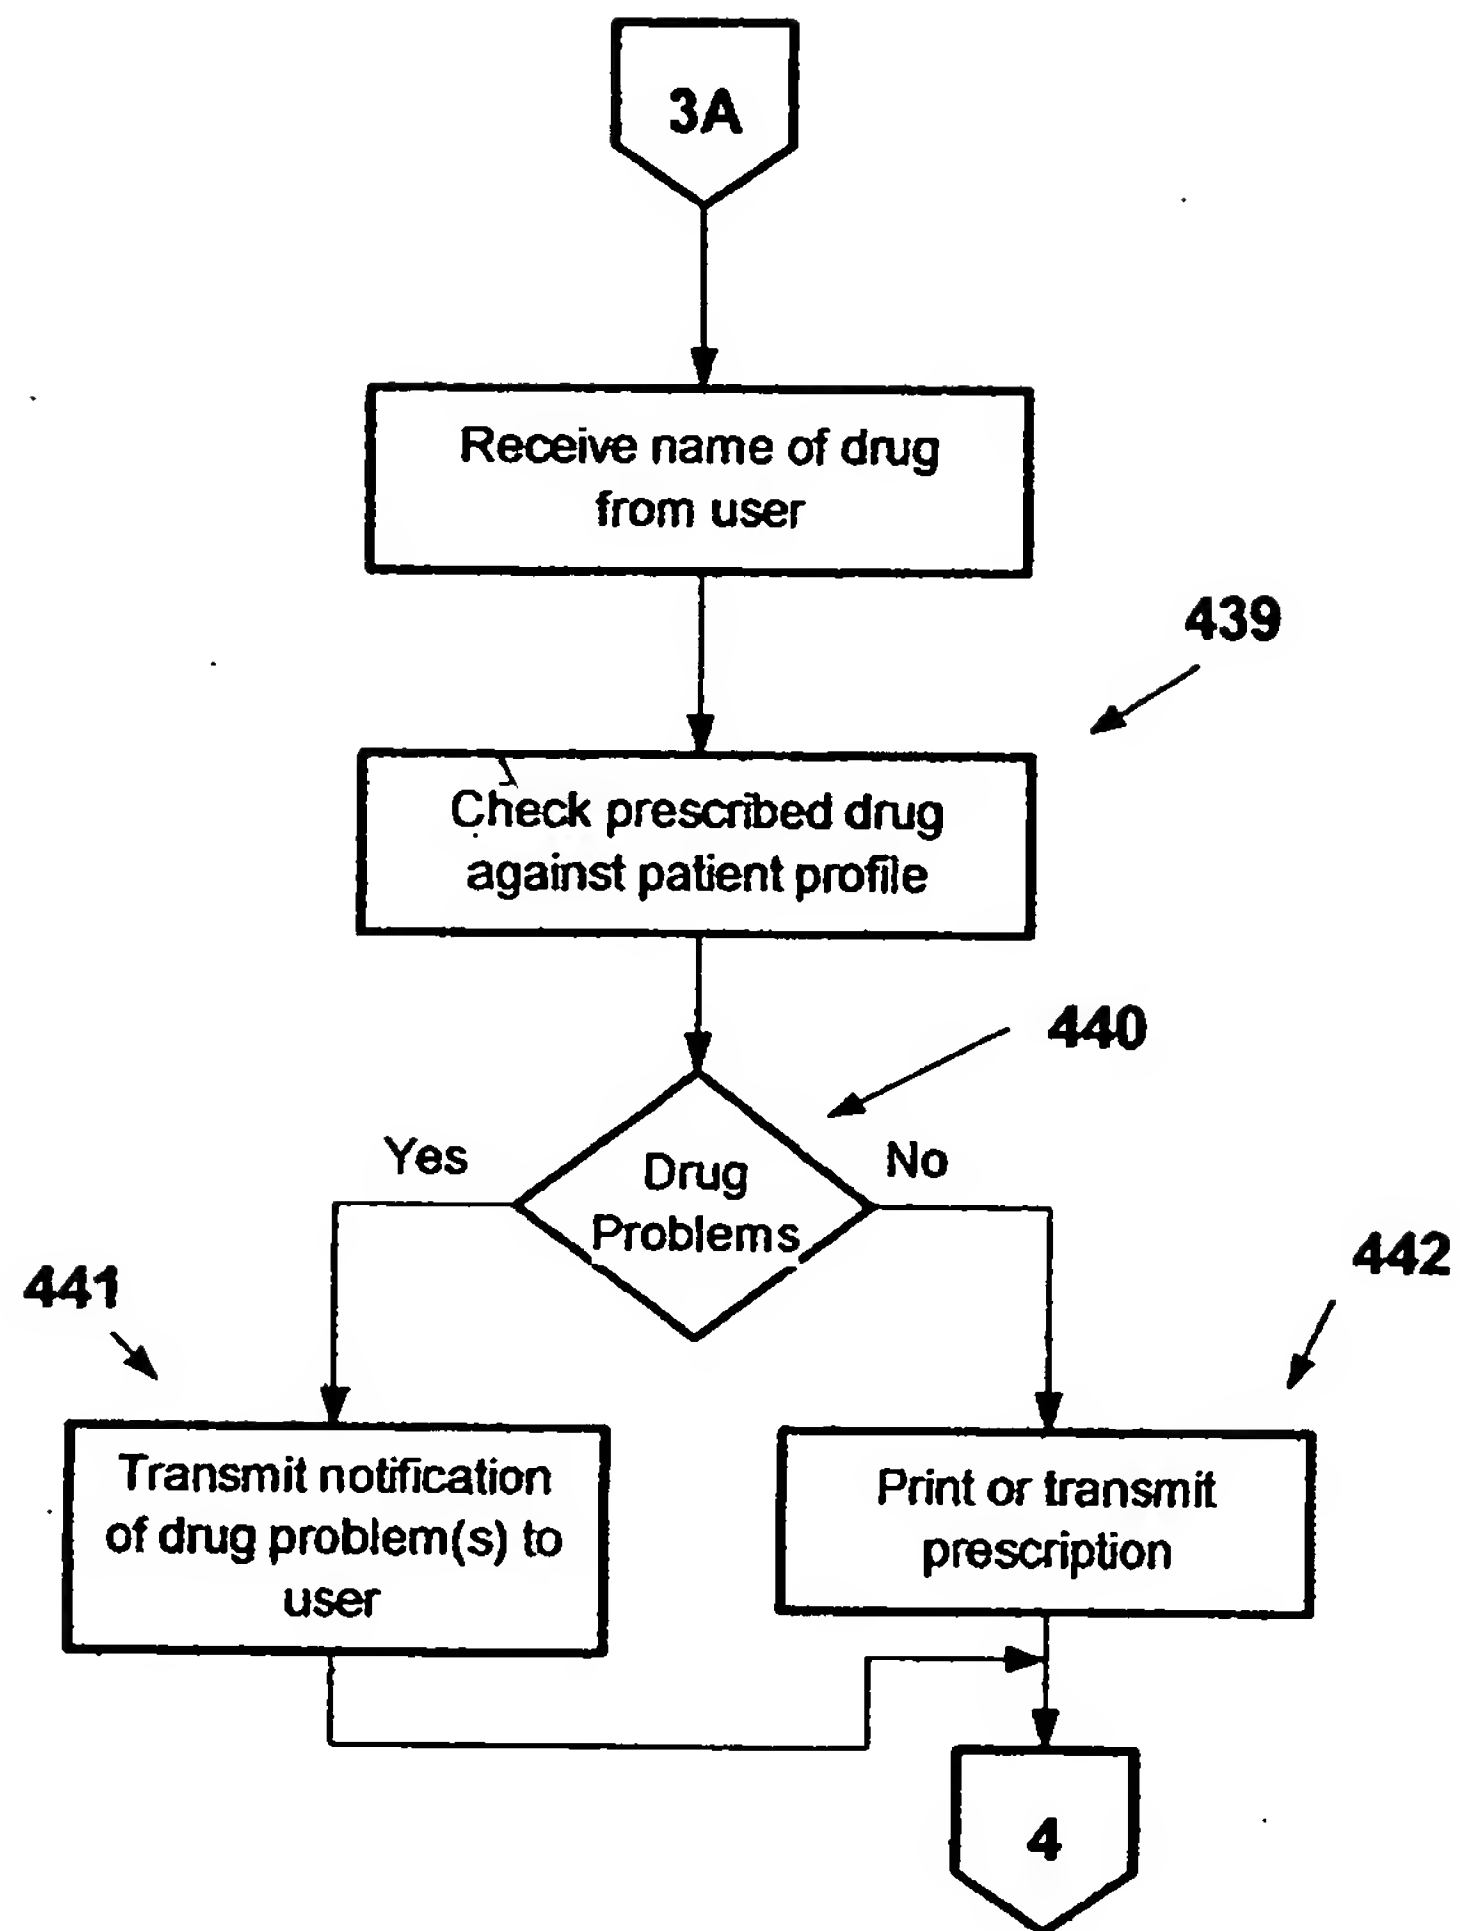 3A
Receive name of drug
from user
439
Check prescribed drug
against patient profile
440
Yes
Drug
Problems
No
441
442
Transmit notification
of drug problem(s) to
user
Print or transmit
prescription
4